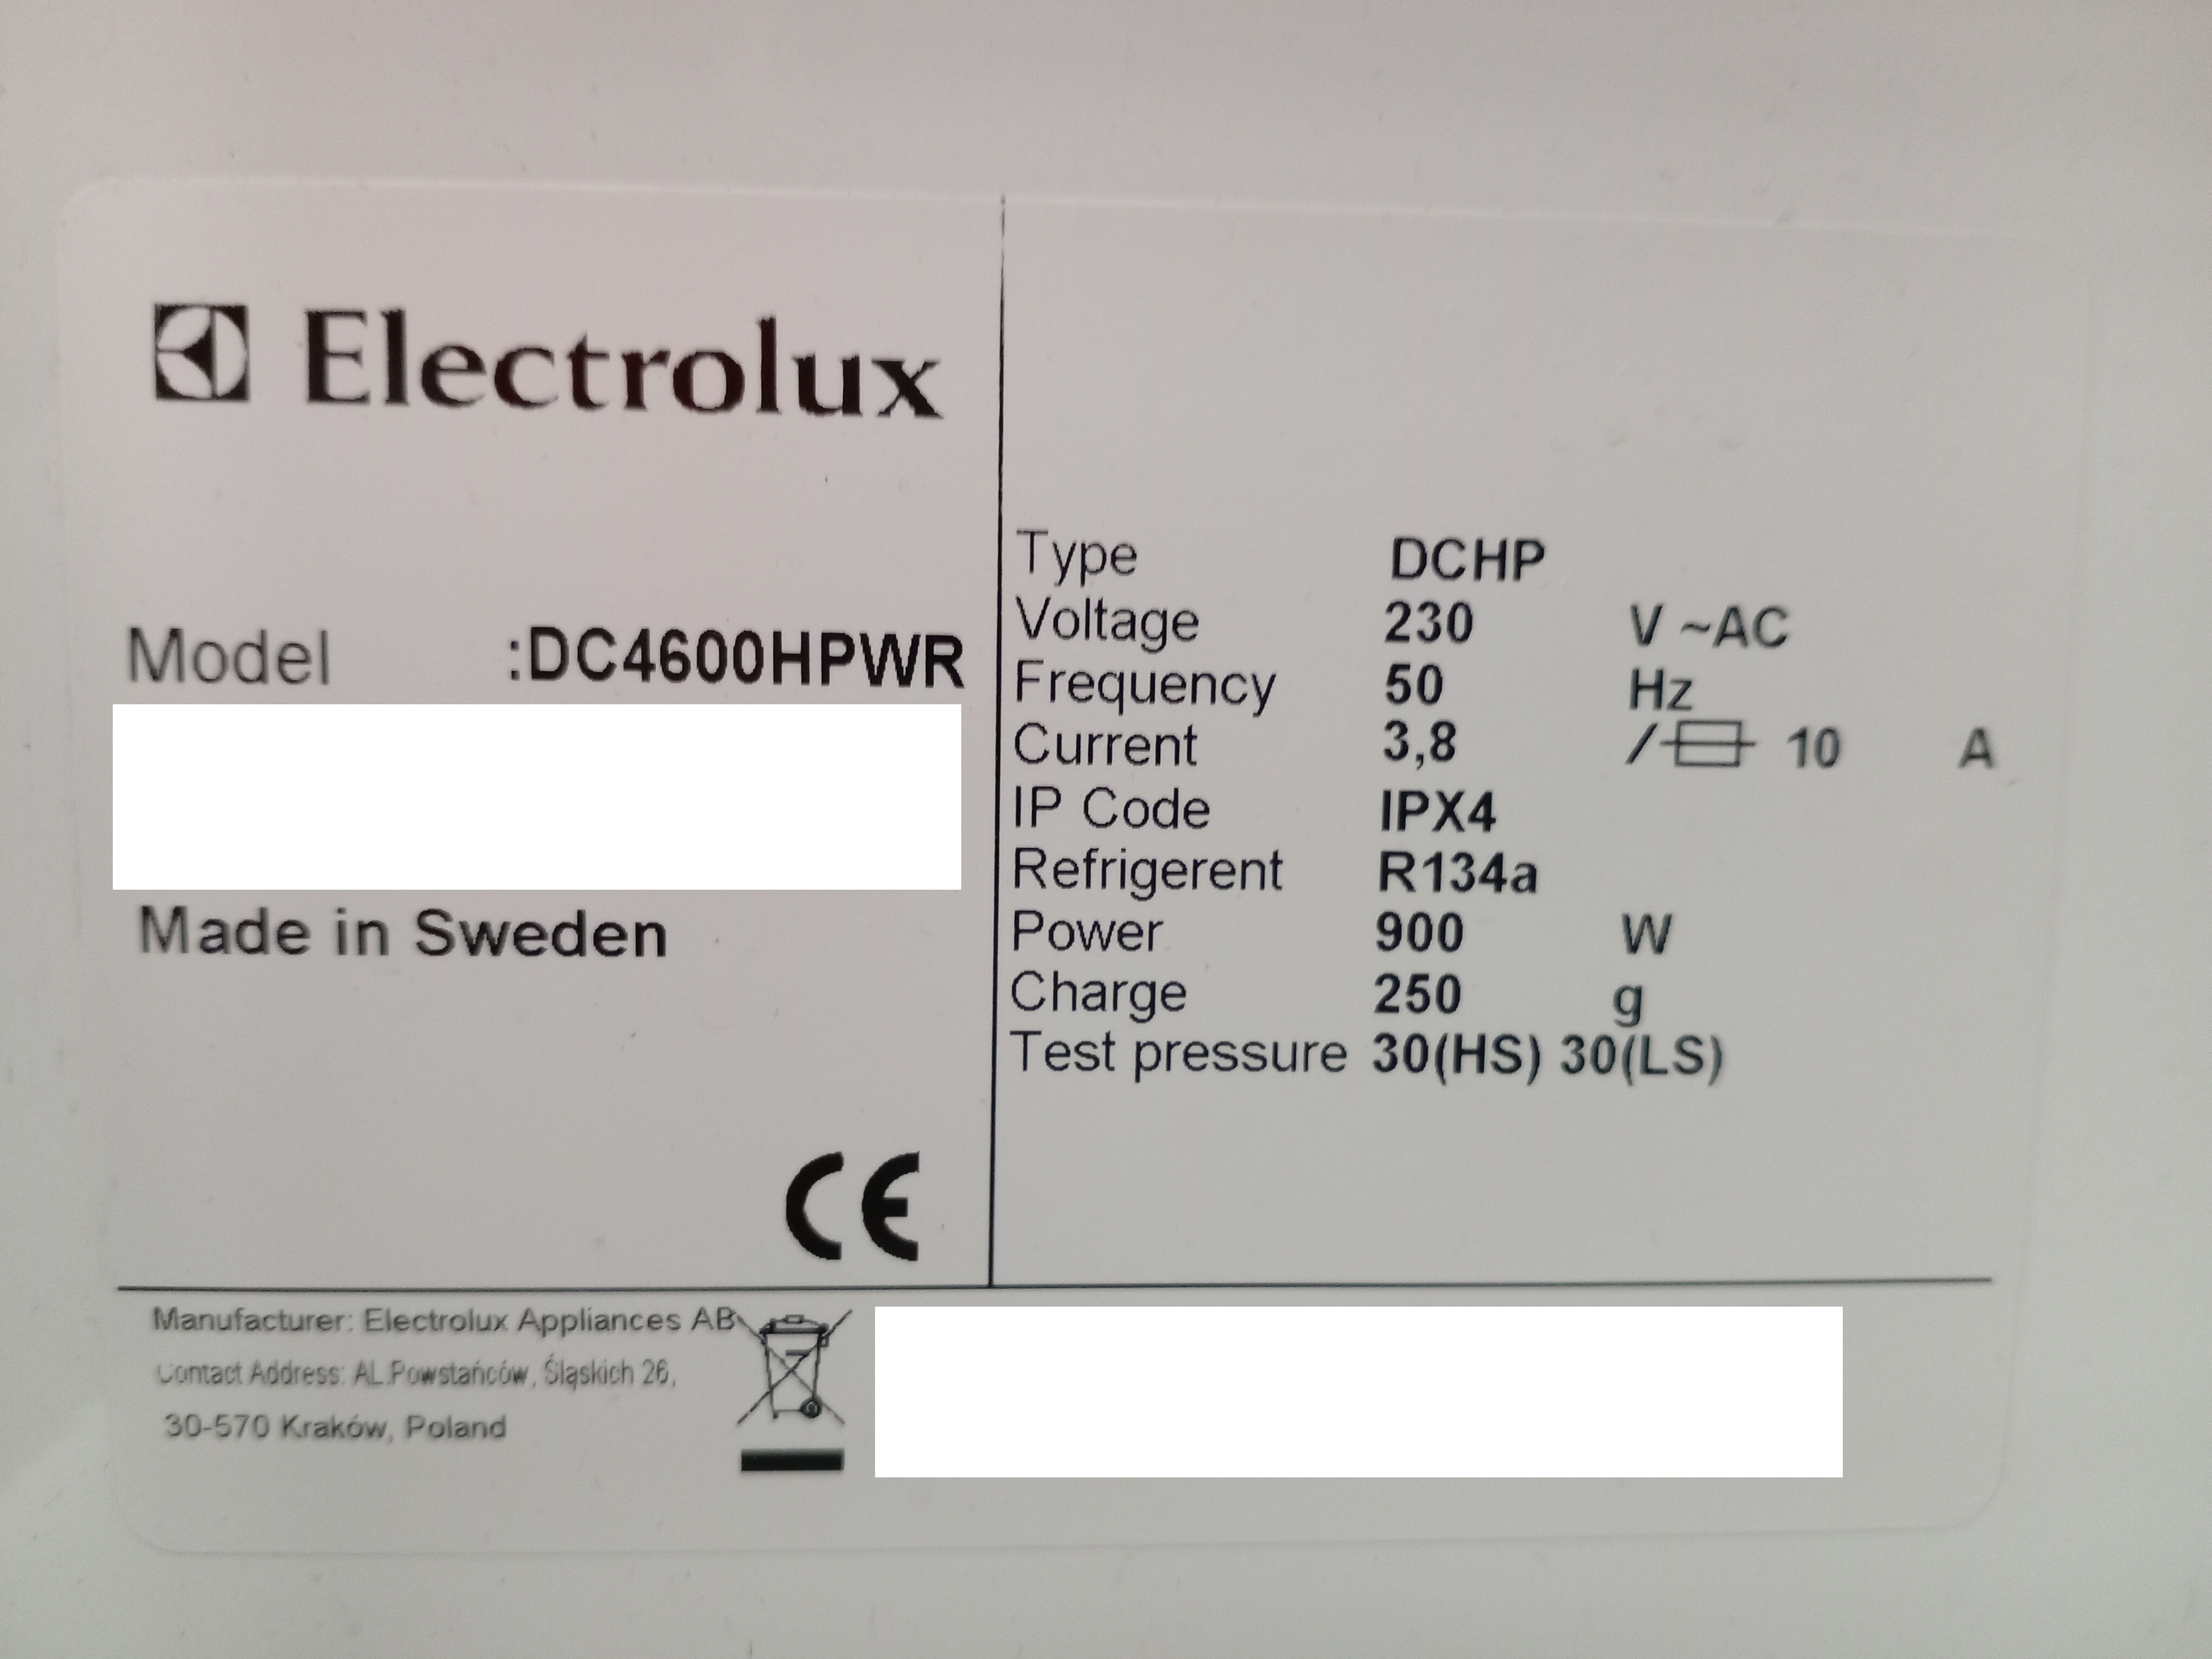 Electrolux
Model :DC4600HPWR
Made in Sweden
CE
Type DCHP
Voltage 230 V ~AC
Frequency 50 Hz
Current 3,8 / 10 A
IP Code IPX4
Refrigerent R134a
Power 900 W
Charge 250 g
Test pressure 30(HS) 30(LS)
Manufacturer: Electrolux Appliances AB
Contact Address: AL.Powstańców, Śląskich 26,
30-570 Kraków, Poland